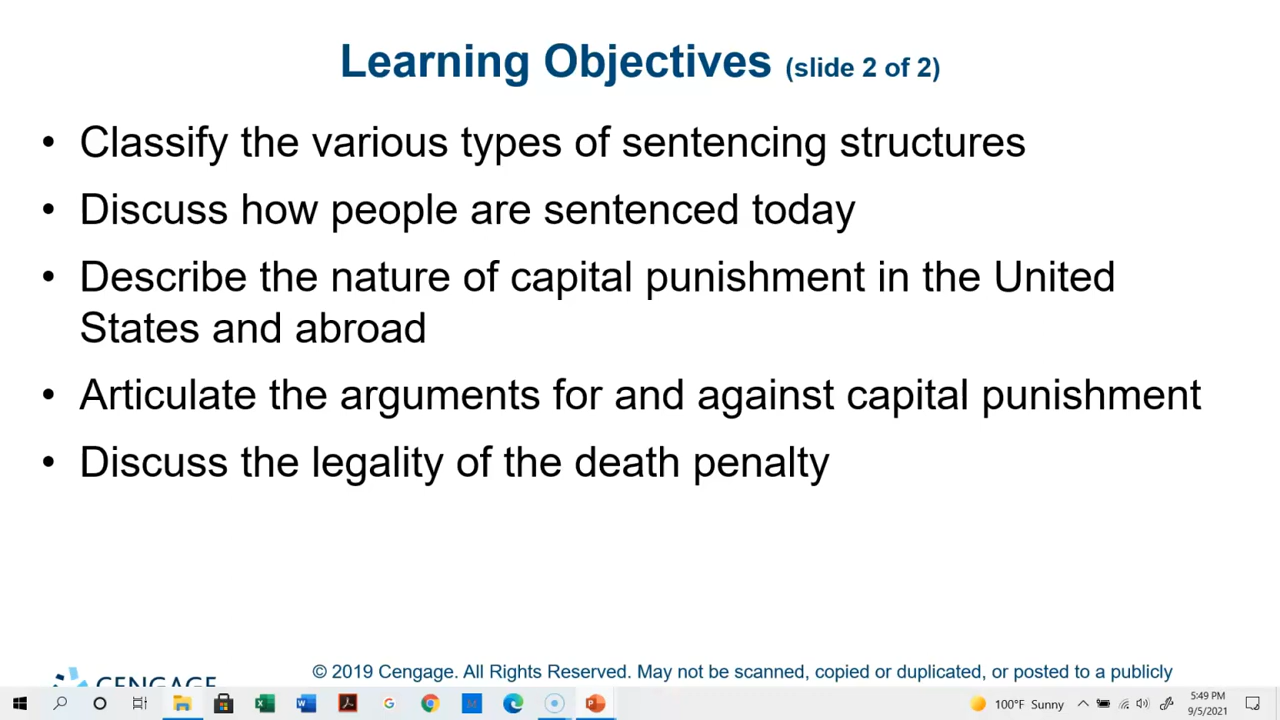 Learning Objectives (slide 2 of 2)
• Classify the various types of sentencing structures
• Discuss how people are sentenced today
• Describe the nature of capital punishment in the United
States and abroad
• Articulate the arguments for and against capital punishment
• Discuss the legality of the death penalty
CENGAGE
© 2019 Cengage. All Rights Reserved. May not be scanned, copied or duplicated, or posted to a publicly
100°F Sunny
5:49 PM
9/5/2021